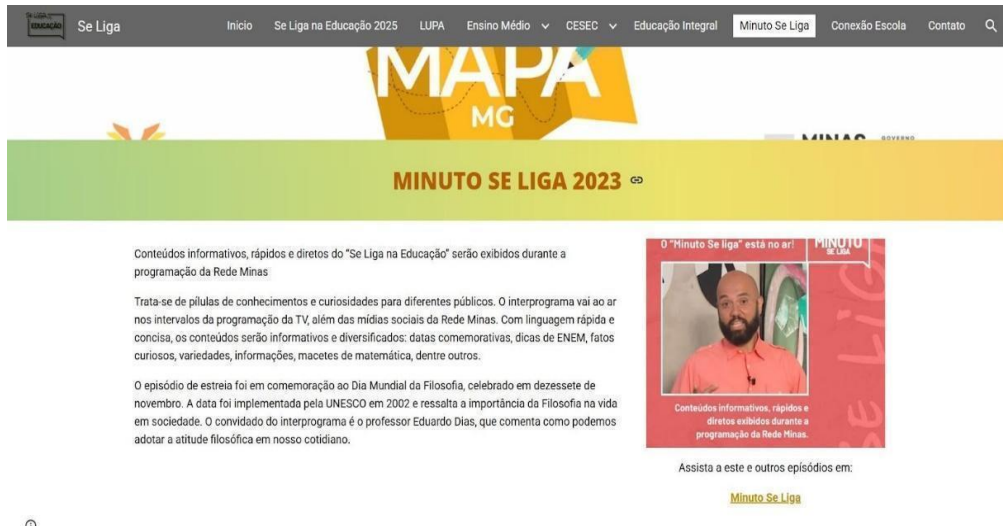 SE LIGA
EDUCAÇÃO
Se Liga
Inicio
Se Liga na Educação 2025
LUPA
Ensino Médio
CESEC
Educação Integral
Minuto Se Liga
Conexão Escola
Contato
MAPA
MG
MINAS
GOVERNO
MINUTO SE LIGA 2023
Conteúdos informativos, rápidos e diretos do “Se Liga na Educação” serão exibidos durante a
programação da Rede Minas
Trata-se de pílulas de conhecimentos e curiosidades para diferentes públicos. O interprograma vai ao ar
nos intervalos da programação da TV, além das mídias sociais da Rede Minas. Com linguagem rápida e
concisa, os conteúdos serão informativos e diversificados: datas comemorativas, dicas de ENEM, fatos
curiosos, variedades, informações, macetes de matemática, dentre outros.
O episódio de estreia foi em comemoração ao Dia Mundial da Filosofia, celebrado em dezessete de
novembro. A data foi implementada pela UNESCO em 2002 e ressalta a importância da Filosofia na vida
em sociedade. O convidado do interprograma é o professor Eduardo Dias, que comenta como podemos
adotar a atitude filosófica em nosso cotidiano.
O "Minuto Se liga" está no ar!
MINUTO
SE LIGA
SE LIGA
Conteúdos informativos, rápidos e
diretos exibidos durante a
programação da Rede Minas.
Assista a este e outros episódios em:
Minuto Se Liga